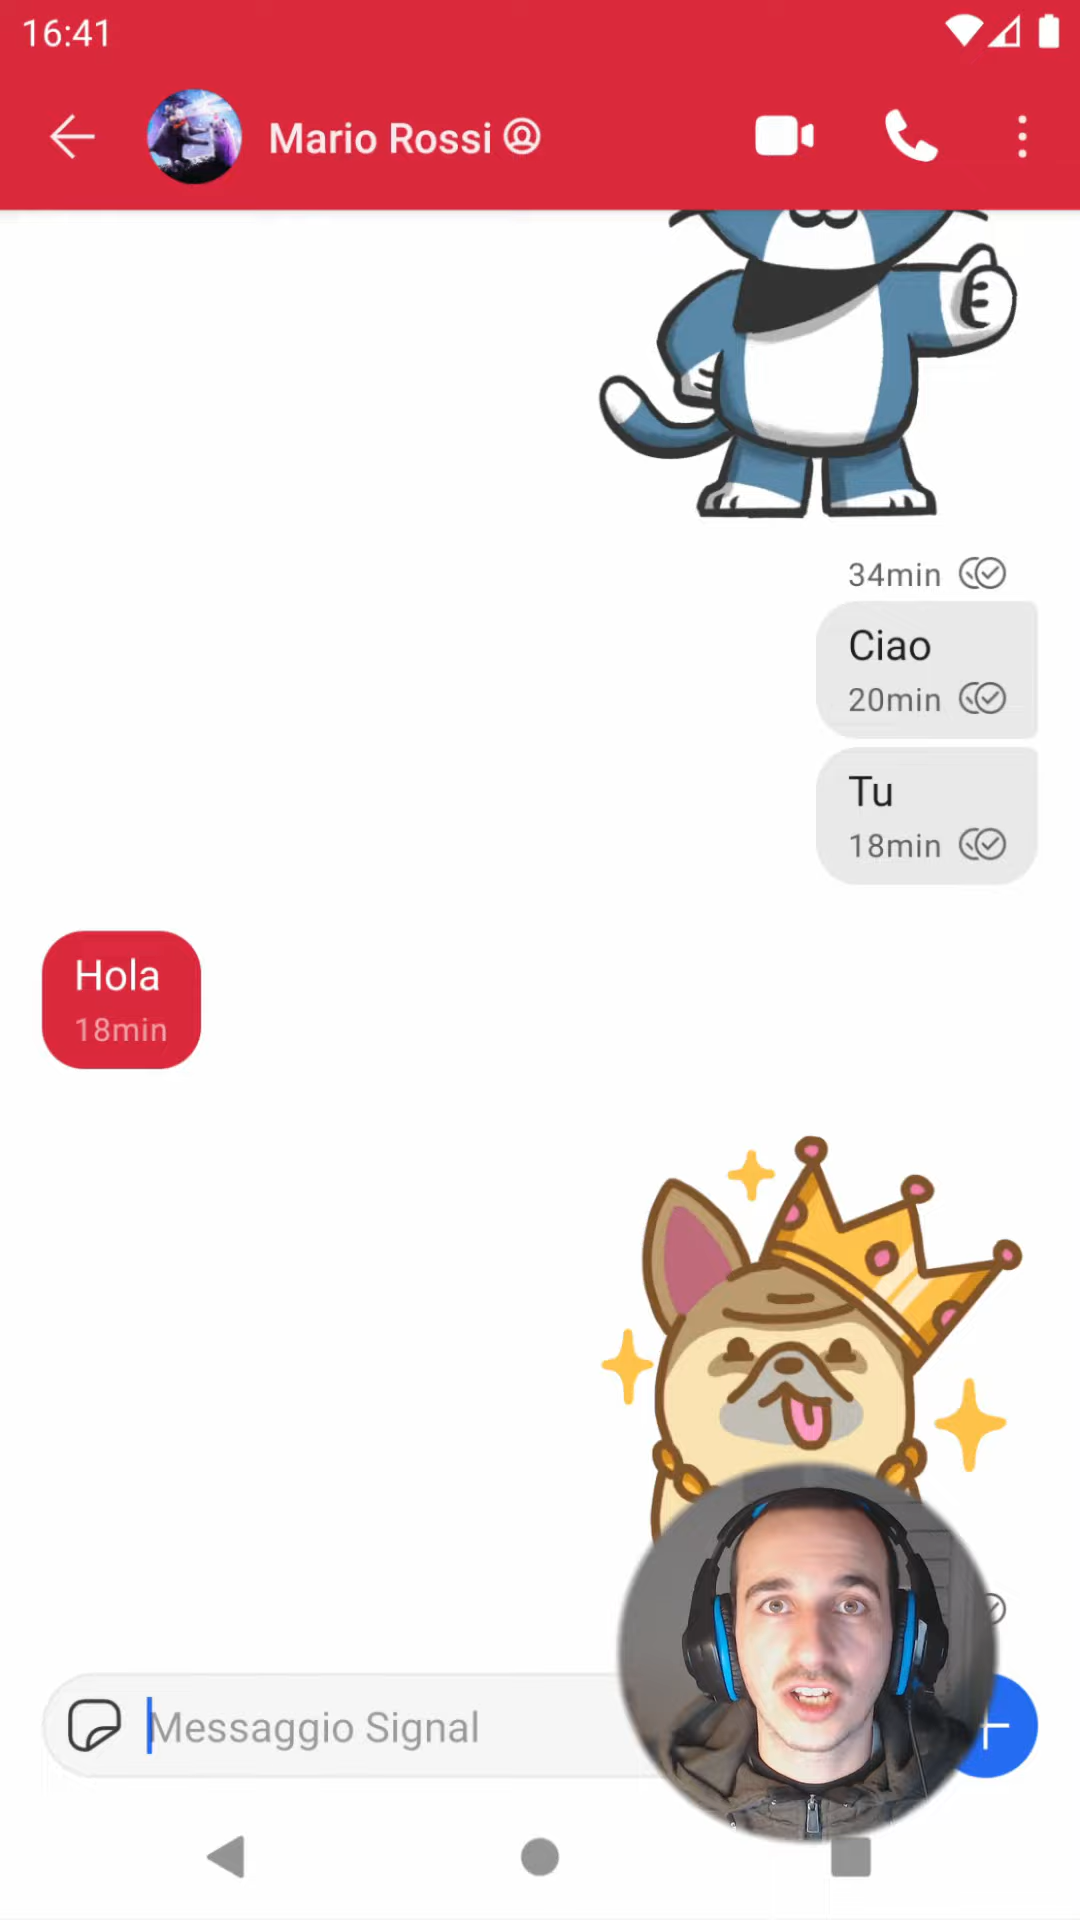 16:41
Mario Rossi
34min
Ciao
20min
Tu
18min
Hola
18min
Messaggio Signal